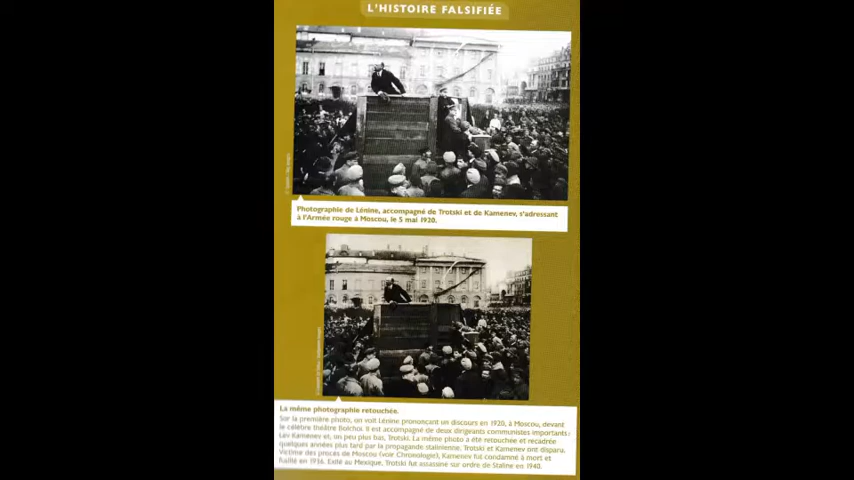 L'HISTOIRE FALSIFIÉE
Photographie de Lénine, accompagné de Trotski et de Kamenev, s'adressant
à l'Armée rouge à Moscou, le 5 mai 1920.
La même photographie retouchée.
Sur la première photo, on voit Lénine prononçant un discours en 1920, à Moscou, devant
le célèbre théâtre Bolchoï. Il est accompagné de deux dirigeants communistes importants :
Lev Kamenev et, un peu plus bas, Trotski. La même photo a été retouchée et recadrée
quelques années plus tard par la propagande stalinienne. Trotski et Kamenev ont disparu.
Victime des procès de Moscou (voir Chronologie), Kamenev fut condamné à mort et
fusillé en 1936. Exilé au Mexique, Trotski fut assassiné sur ordre de Staline en 1940.